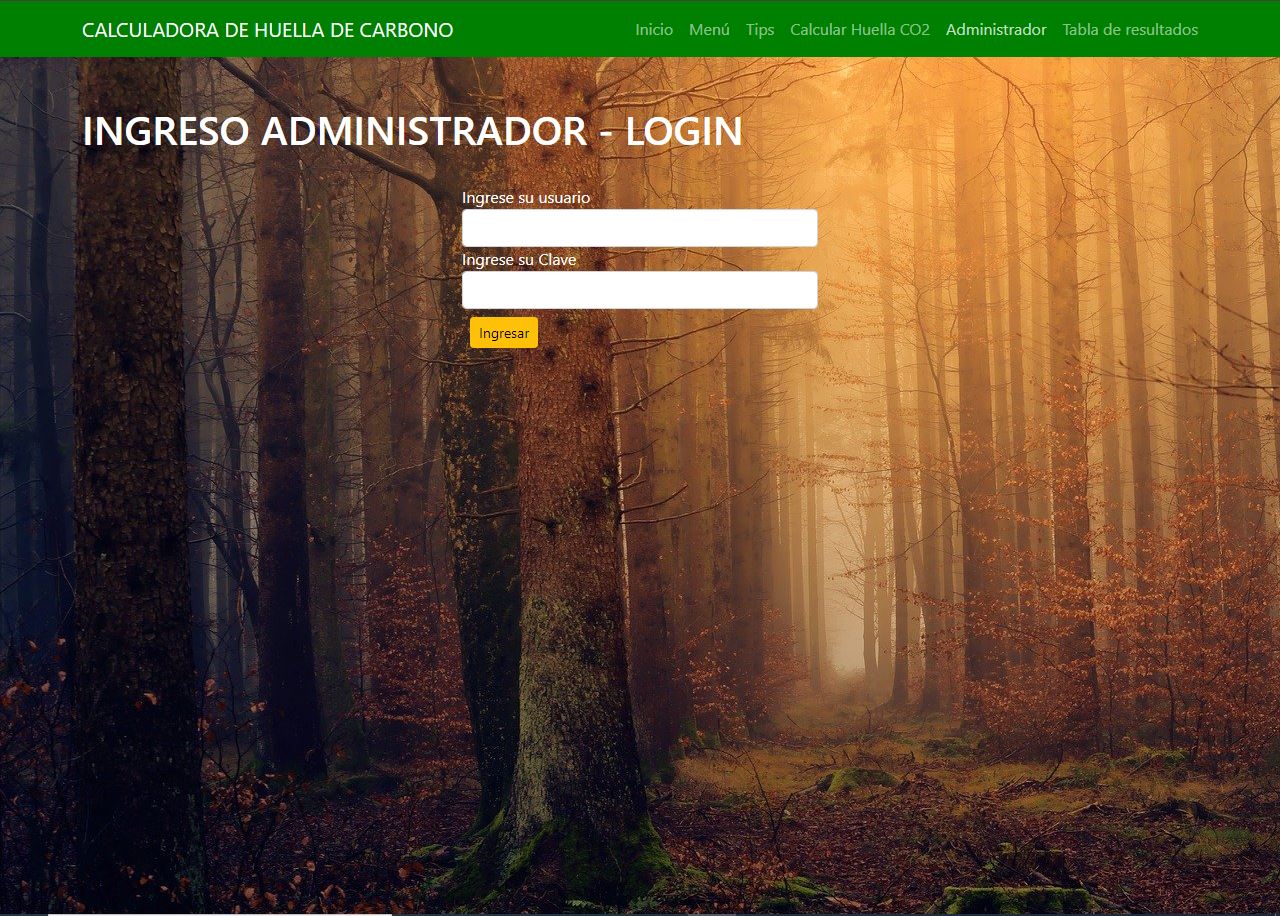 CALCULADORA DE HUELLA DE CARBONO Inicio Menú Tips Calcular Huella CO2 Administrador Tabla de resultados
INGRESO ADMINISTRADOR - LOGIN
Ingrese su usuario
Ingrese su Clave
Ingresar